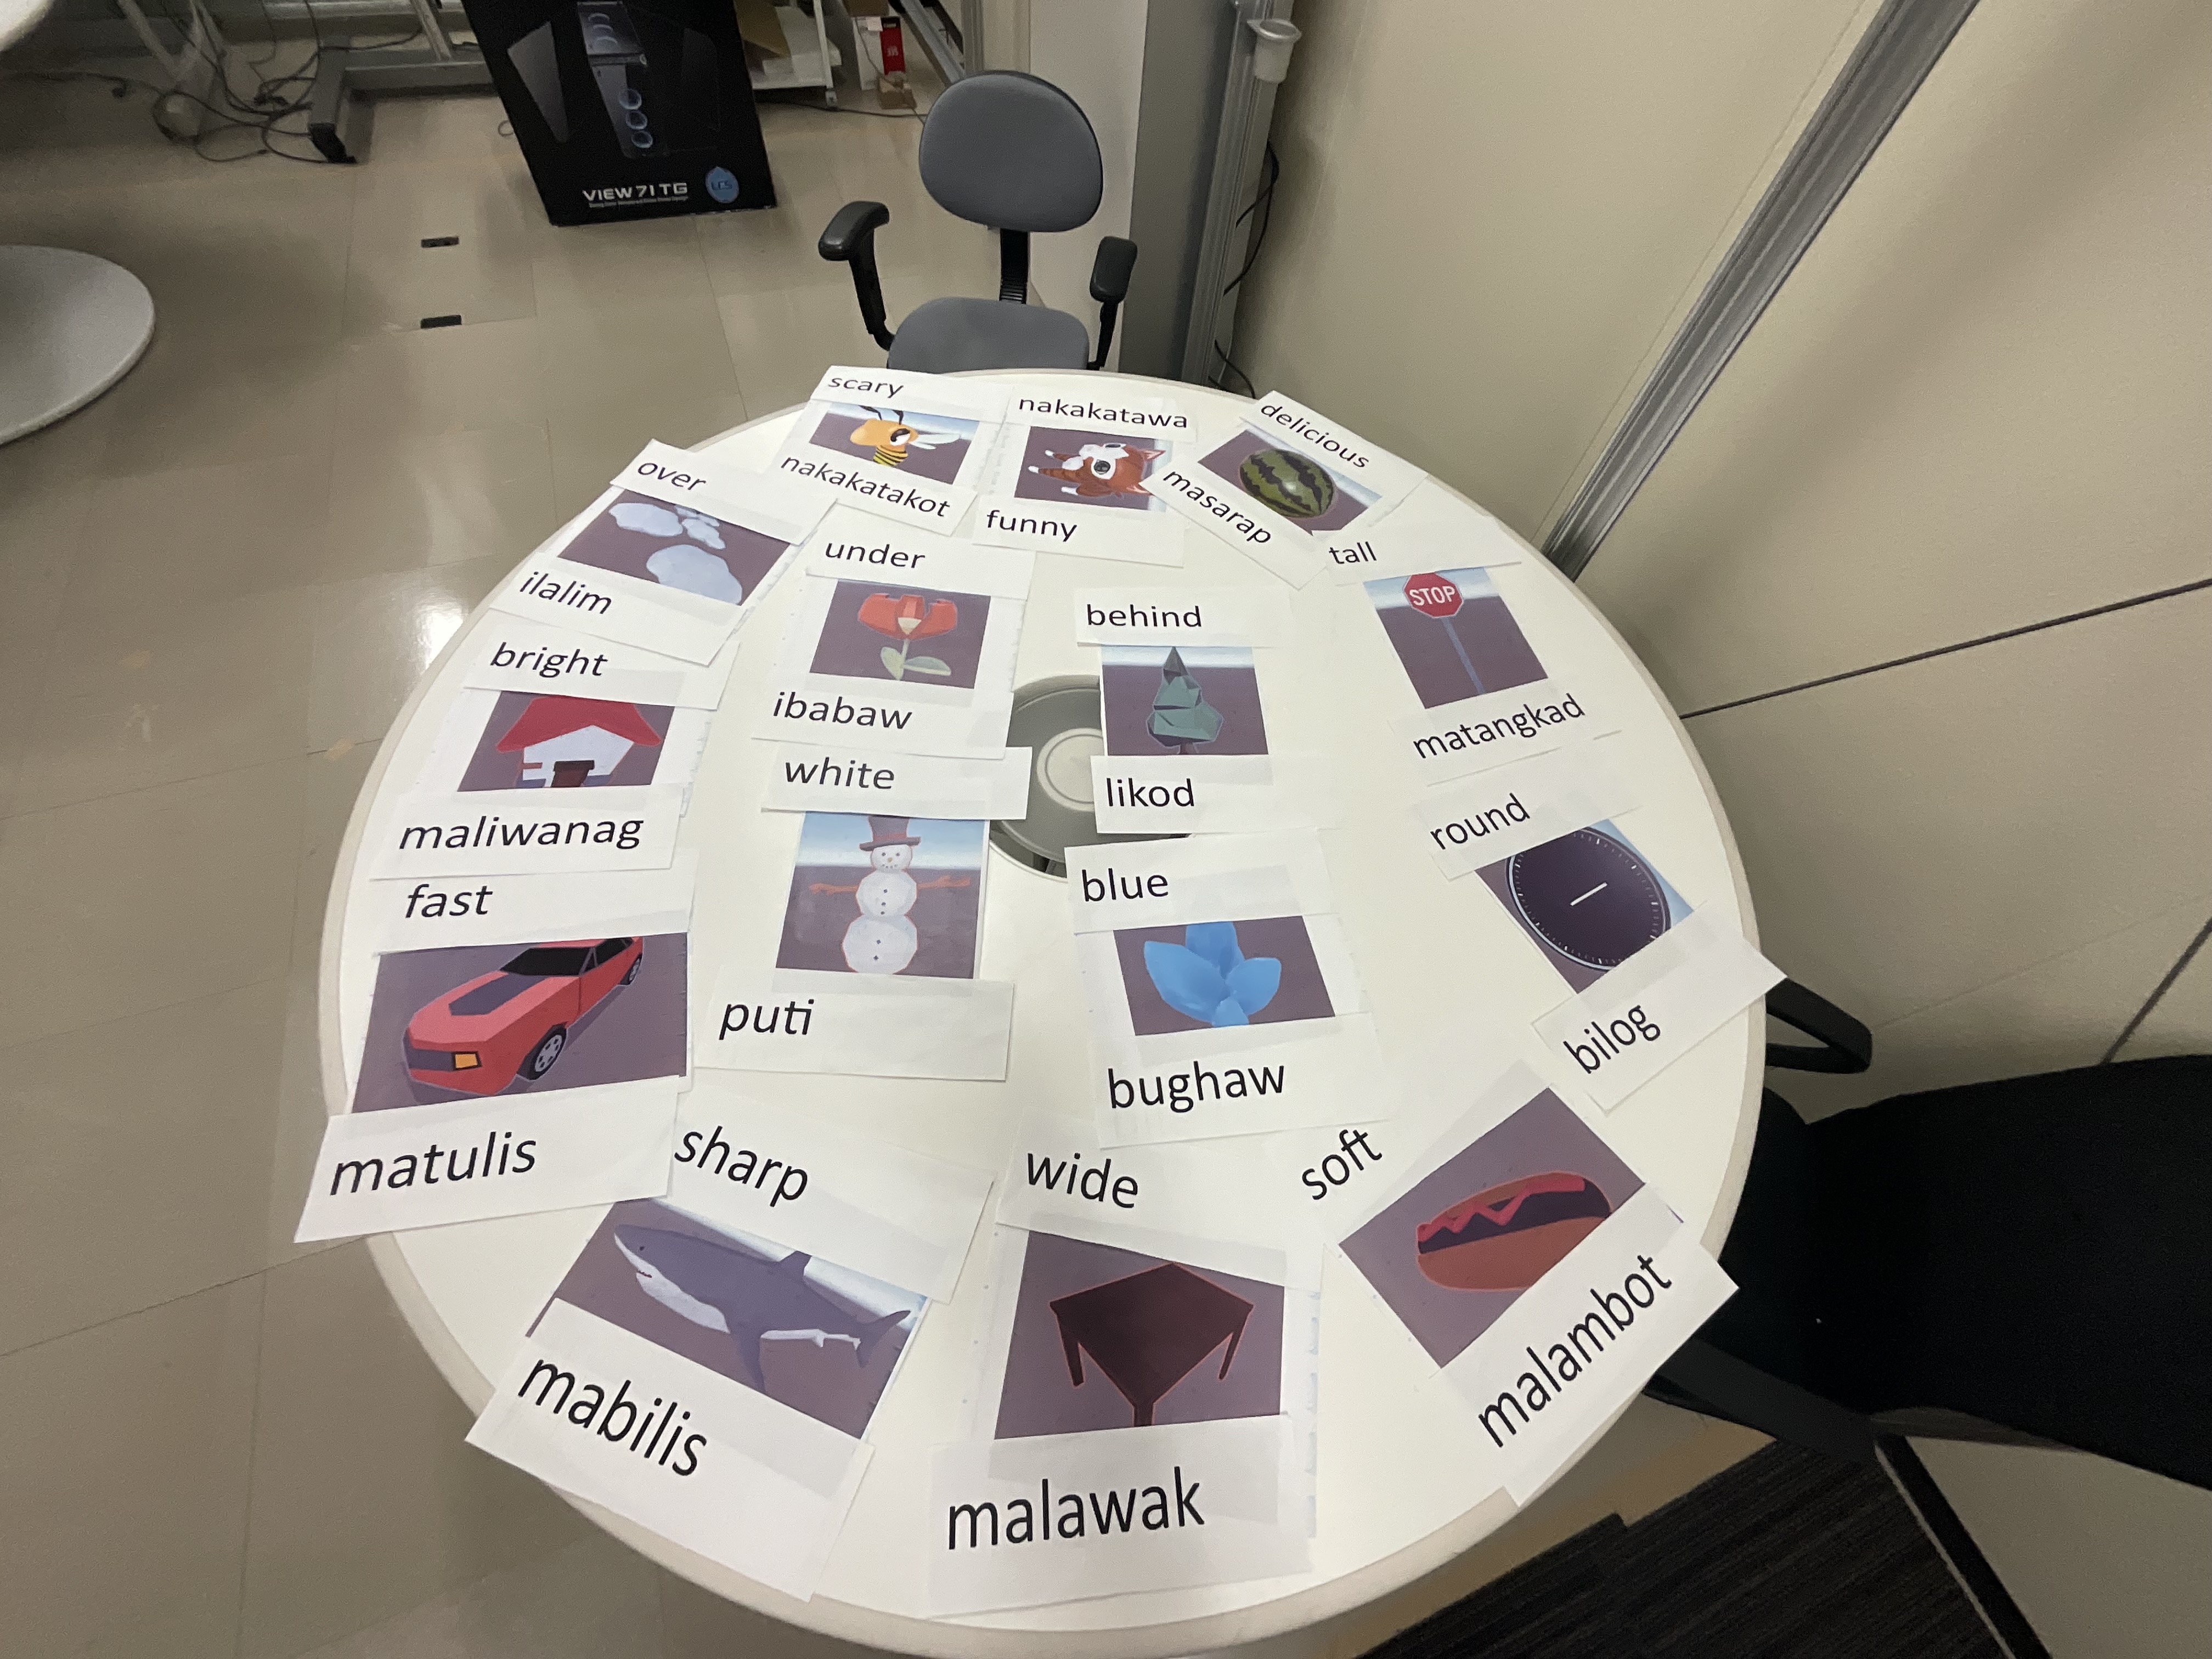 VIEW 71 TG
scary
nakakatakot
nakakatawa
funny
delicious
masarap
over
ilalim
under
ibabaw
behind
likod
tall
STOP
matangkad
bright
maliwanag
white
puti
blue
bughaw
round
bilog
fast
matulis
sharp
mabilis
wide
malawak
soft
malambot